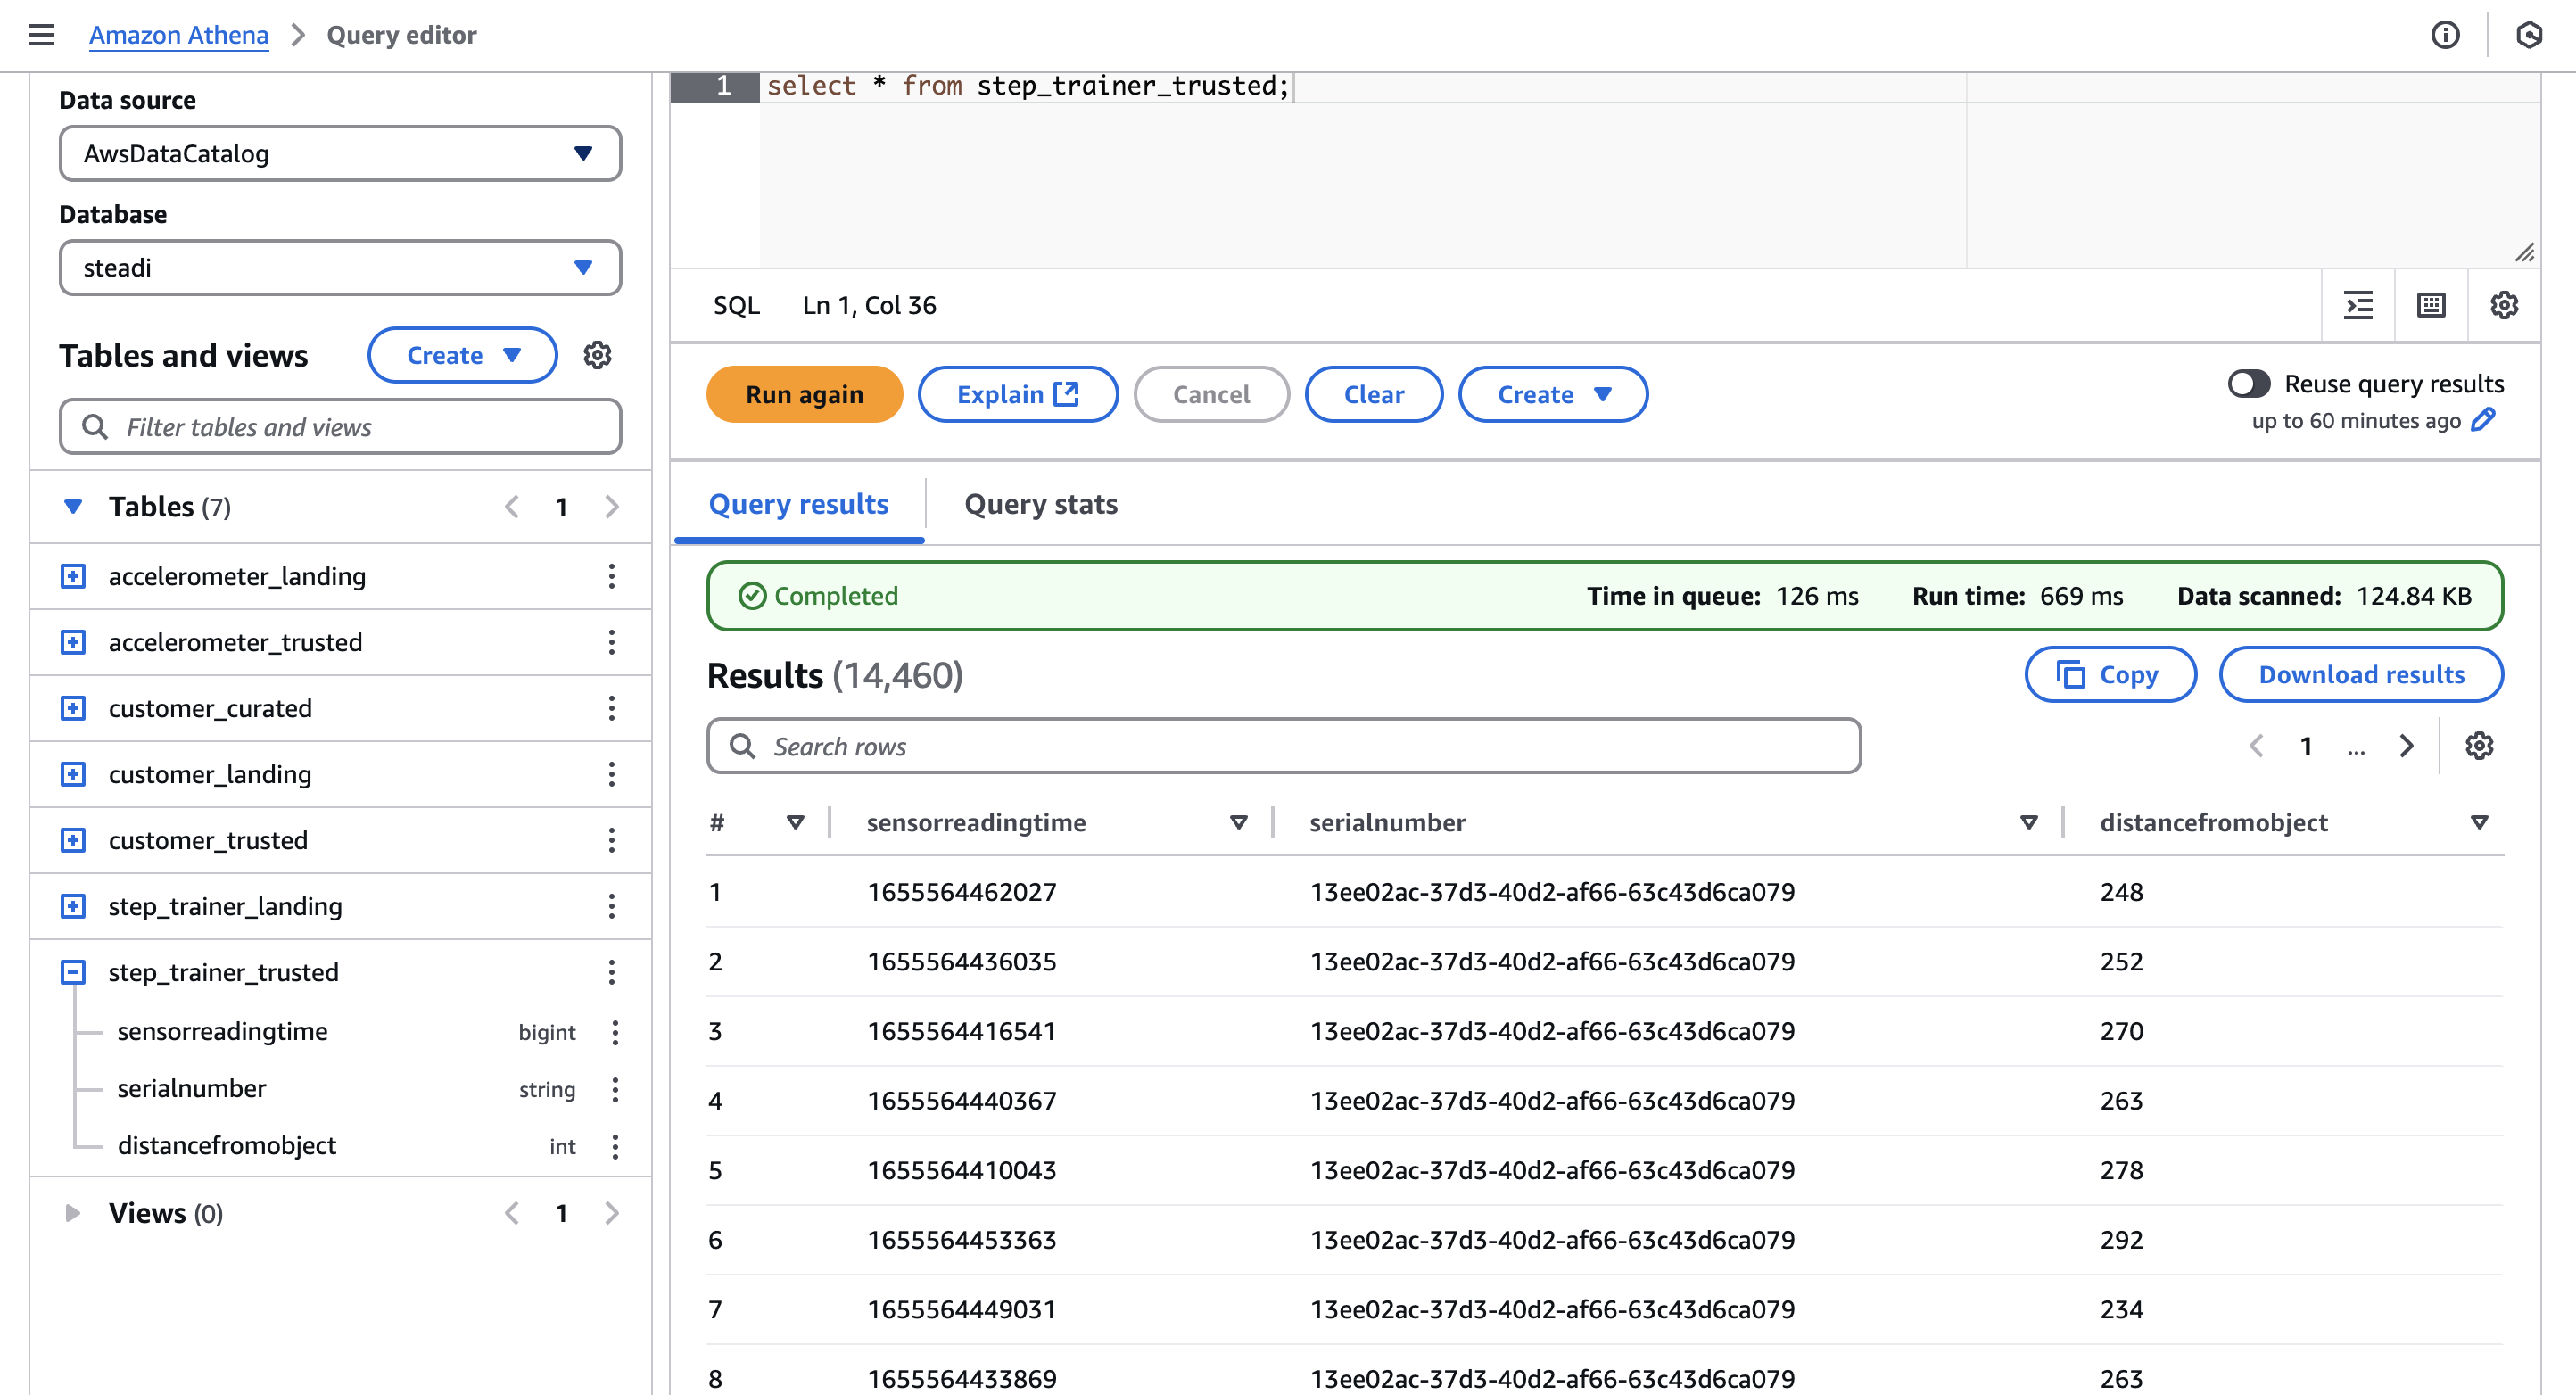 Amazon Athena > Query editor
Data source
AwsDataCatalog
Database
steadi
Tables and views
Create
Filter tables and views
Tables (7)
1
accelerometer_landing
accelerometer_trusted
customer_curated
customer_landing
customer_trusted
step_trainer_landing
step_trainer_trusted
sensorreadingtime bigint
serialnumber string
distancefromobject int
Views (0)
1
1 select * from step_trainer_trusted;
SQL Ln 1, Col 36
Run again Explain Cancel Clear Create
Reuse query results
up to 60 minutes ago
Query results Query stats
Completed Time in queue: 126 ms Run time: 669 ms Data scanned: 124.84 KB
Results (14,460) Copy Download results
Search rows 1 ...
# sensorreadingtime serialnumber distancefromobject
1 1655564462027 13ee02ac-37d3-40d2-af66-63c43d6ca079 248
2 1655564436035 13ee02ac-37d3-40d2-af66-63c43d6ca079 252
3 1655564416541 13ee02ac-37d3-40d2-af66-63c43d6ca079 270
4 1655564440367 13ee02ac-37d3-40d2-af66-63c43d6ca079 263
5 1655564410043 13ee02ac-37d3-40d2-af66-63c43d6ca079 278
6 1655564453363 13ee02ac-37d3-40d2-af66-63c43d6ca079 292
7 1655564449031 13ee02ac-37d3-40d2-af66-63c43d6ca079 234
8 1655564433869 13ee02ac-37d3-40d2-af66-63c43d6ca079 263